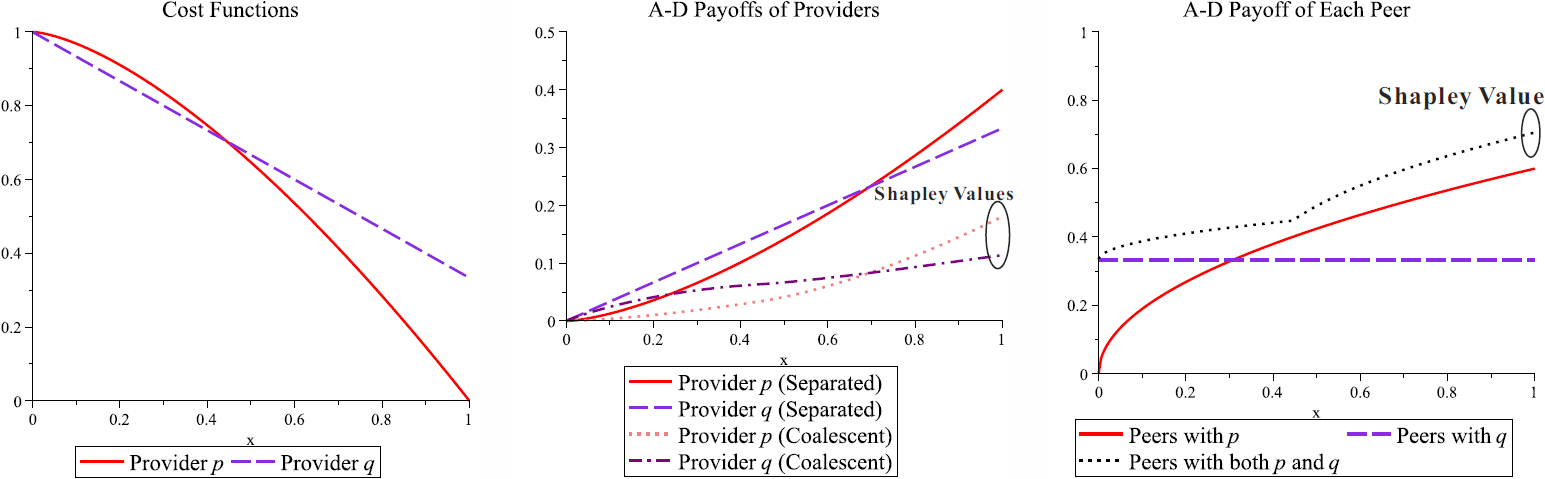 Cost Functions
1
0.8
0.6
0.4
0.2
0
0 0.2 0.4 0.6 0.8 1
x
Provider p Provider q
A-D Payoffs of Providers
0.5
0.4
0.3
0.2
0.1
0
Shapley Values
0 0.2 0.4 0.6 0.8 1
x
Provider p (Separated)
Provider q (Separated)
Provider p (Coalescent)
Provider q (Coalescent)
A-D Payoff of Each Peer
1
0.8
0.6
0.4
0.2
0
Shapley Value
0 0.2 0.4 0.6 0.8 1
x
Peers with p Peers with q
Peers with both p and q